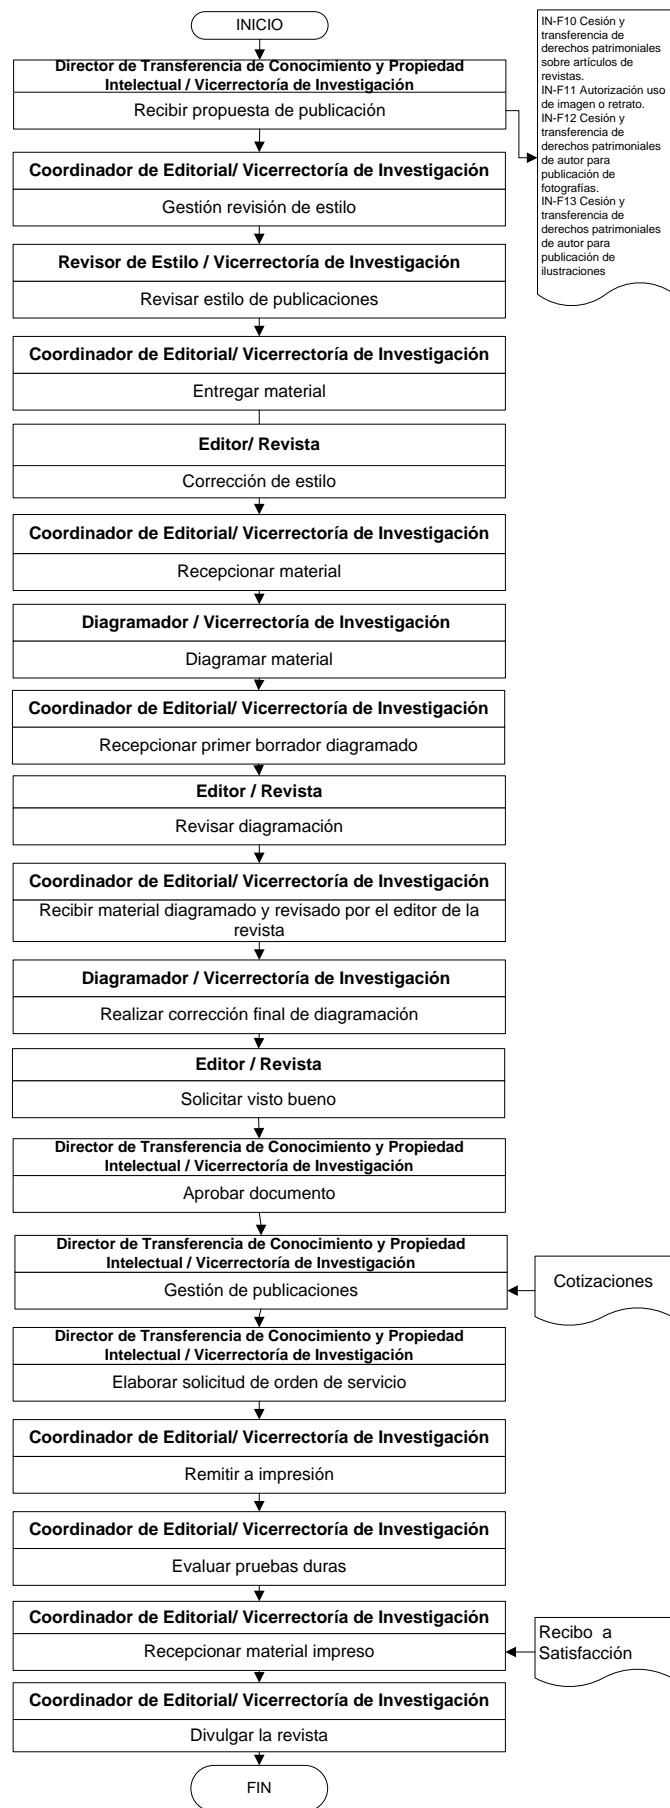 INICIO
Director de Transferencia de Conocimiento y Propiedad
Intelectual / Vicerrectoría de Investigación
Recibir propuesta de publicación
IN-F10 Cesión y
transferencia de
derechos patrimoniales
sobre artículos de
revistas.
IN-F11 Autorización uso
de imagen o retrato.
IN-F12 Cesión y
transferencia de
derechos patrimoniales
de autor para
publicación de
fotografías.
IN-F13 Cesión y
transferencia de
derechos patrimoniales
de autor para
publicación de
ilustraciones
Coordinador de Editorial/ Vicerrectoría de Investigación
Gestión revisión de estilo
Revisor de Estilo / Vicerrectoría de Investigación
Revisar estilo de publicaciones
Coordinador de Editorial/ Vicerrectoría de Investigación
Entregar material
Editor/ Revista
Corrección de estilo
Coordinador de Editorial/ Vicerrectoría de Investigación
Recepcionar material
Diagramador / Vicerrectoría de Investigación
Diagramar material
Coordinador de Editorial/ Vicerrectoría de Investigación
Recepcionar primer borrador diagramado
Editor / Revista
Revisar diagramación
Coordinador de Editorial/ Vicerrectoría de Investigación
Recibir material diagramado y revisado por el editor de la
revista
Diagramador / Vicerrectoría de Investigación
Realizar corrección final de diagramación
Editor / Revista
Solicitar visto bueno
Director de Transferencia de Conocimiento y Propiedad
Intelectual / Vicerrectoría de Investigación
Aprobar documento
Director de Transferencia de Conocimiento y Propiedad
Intelectual / Vicerrectoría de Investigación
Gestión de publicaciones
Cotizaciones
Director de Transferencia de Conocimiento y Propiedad
Intelectual / Vicerrectoría de Investigación
Elaborar solicitud de orden de servicio
Coordinador de Editorial/ Vicerrectoría de Investigación
Remitir a impresión
Coordinador de Editorial/ Vicerrectoría de Investigación
Evaluar pruebas duras
Coordinador de Editorial/ Vicerrectoría de Investigación
Recepcionar material impreso
Recibo a
Satisfacción
Coordinador de Editorial/ Vicerrectoría de Investigación
Divulgar la revista
FIN